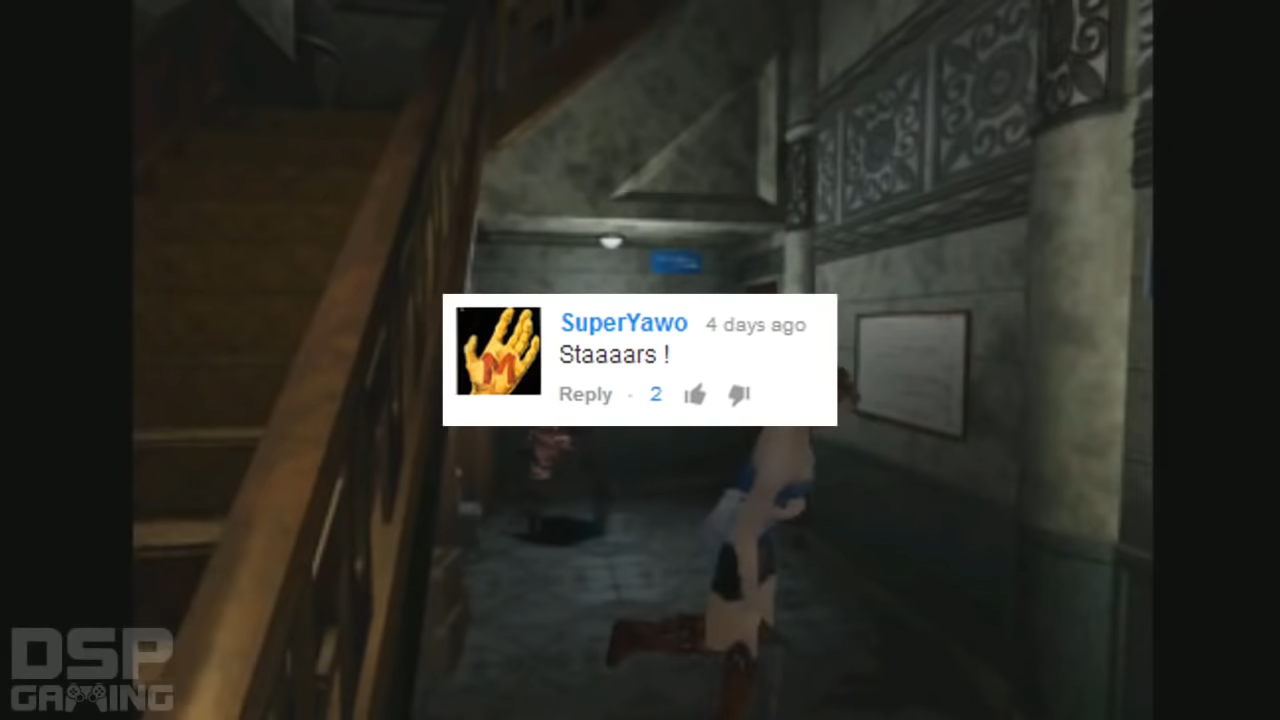 SuperYawo 4 days ago
Staaaars !
Reply · 2
M
DSP
GAMING